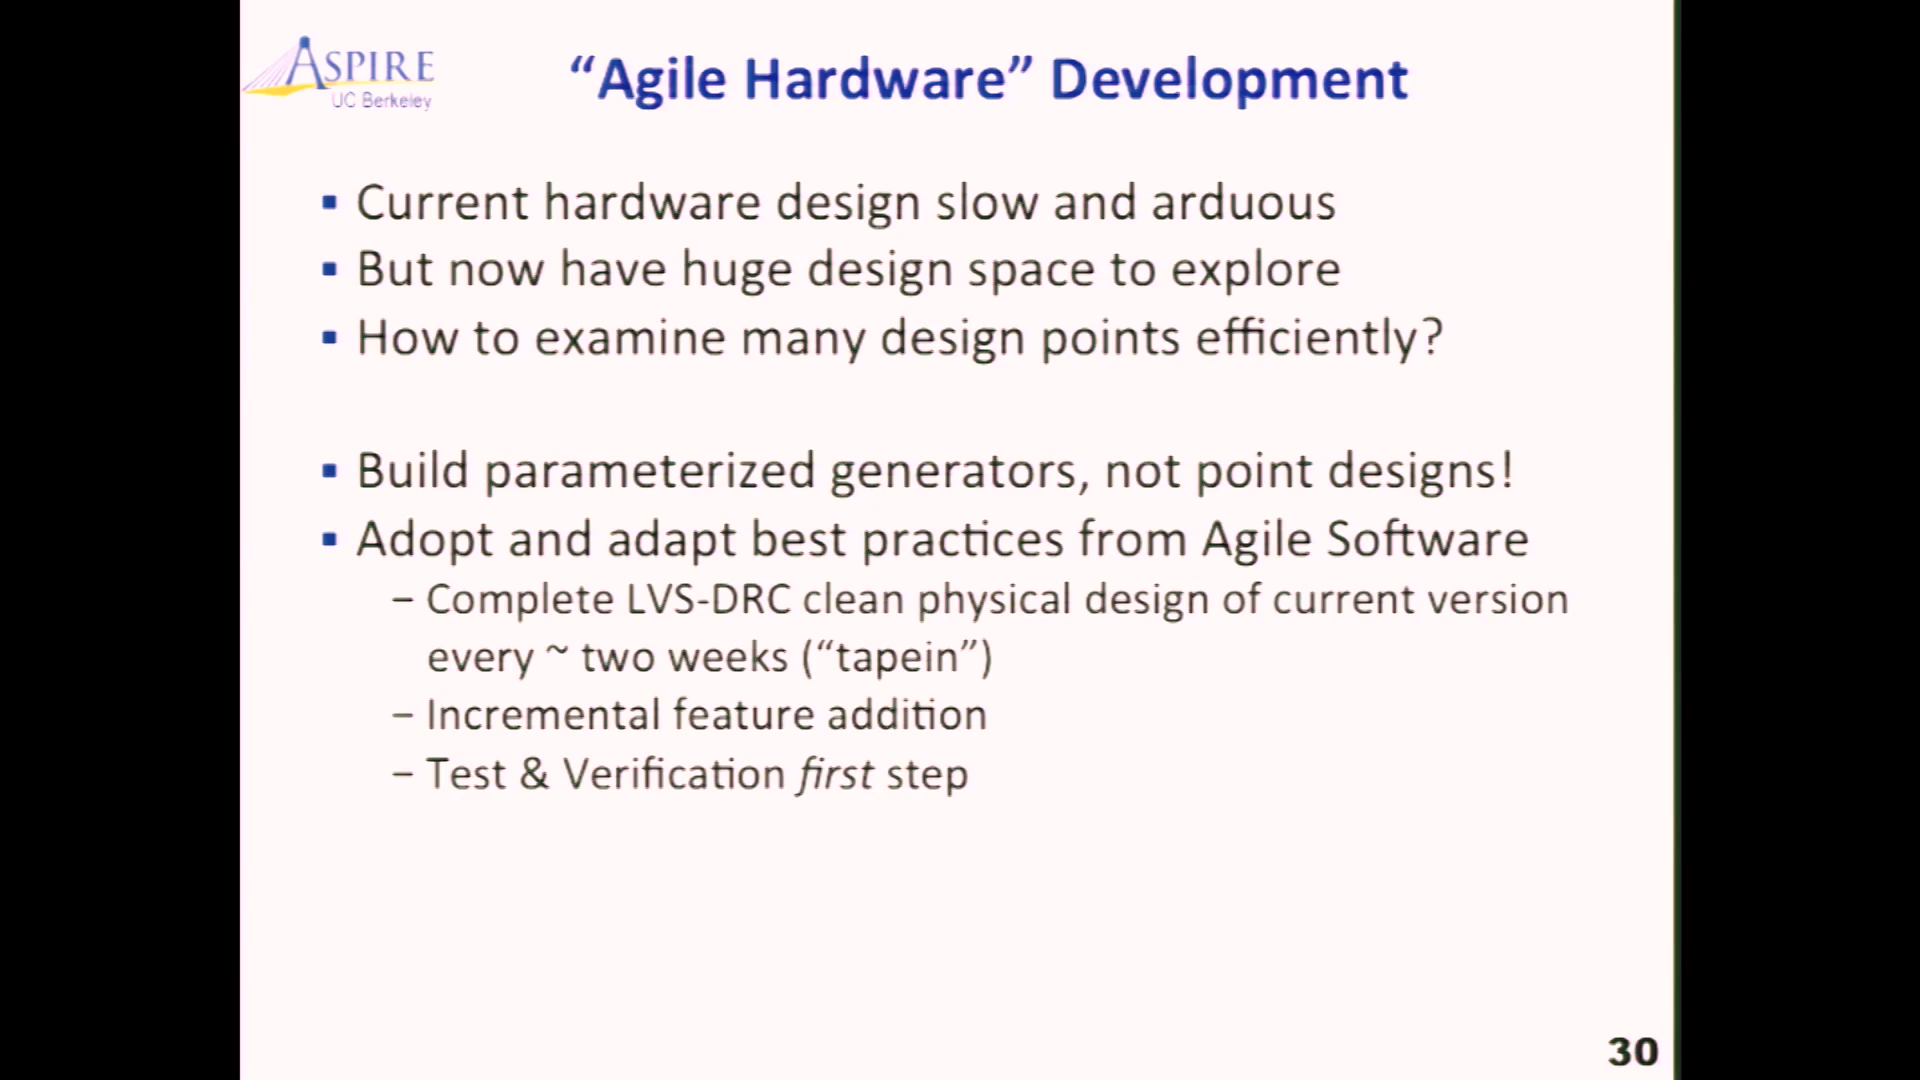 ASPIRE
UC Berkeley
“Agile Hardware” Development
▪ Current hardware design slow and arduous
▪ But now have huge design space to explore
▪ How to examine many design points efficiently?
▪ Build parameterized generators, not point designs!
▪ Adopt and adapt best practices from Agile Software
– Complete LVS-DRC clean physical design of current version
every ~ two weeks (“tapein”)
– Incremental feature addition
– Test & Verification first step
30